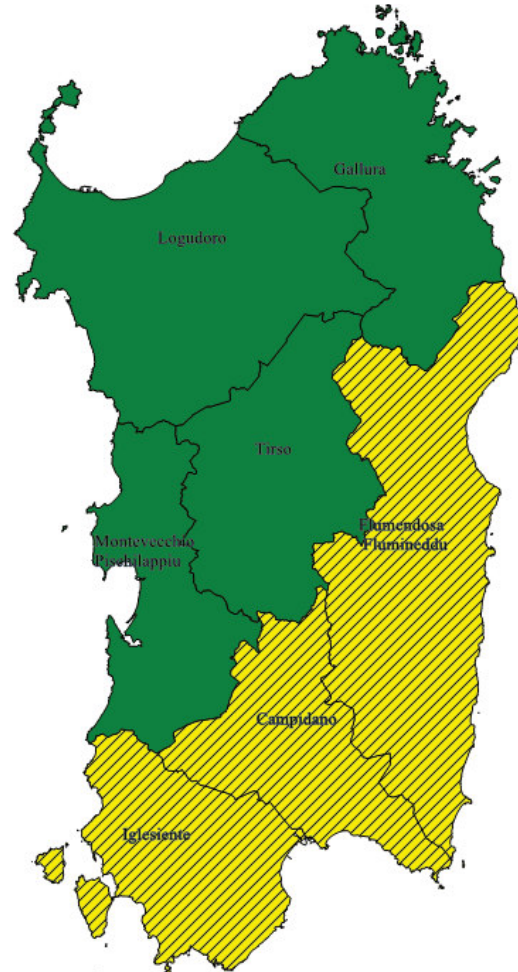 Gallura
Logudoro
Tirso
Flumendosa
Flumineddu
Montevecchio
Pischilappiu
Campidano
Iglesiente